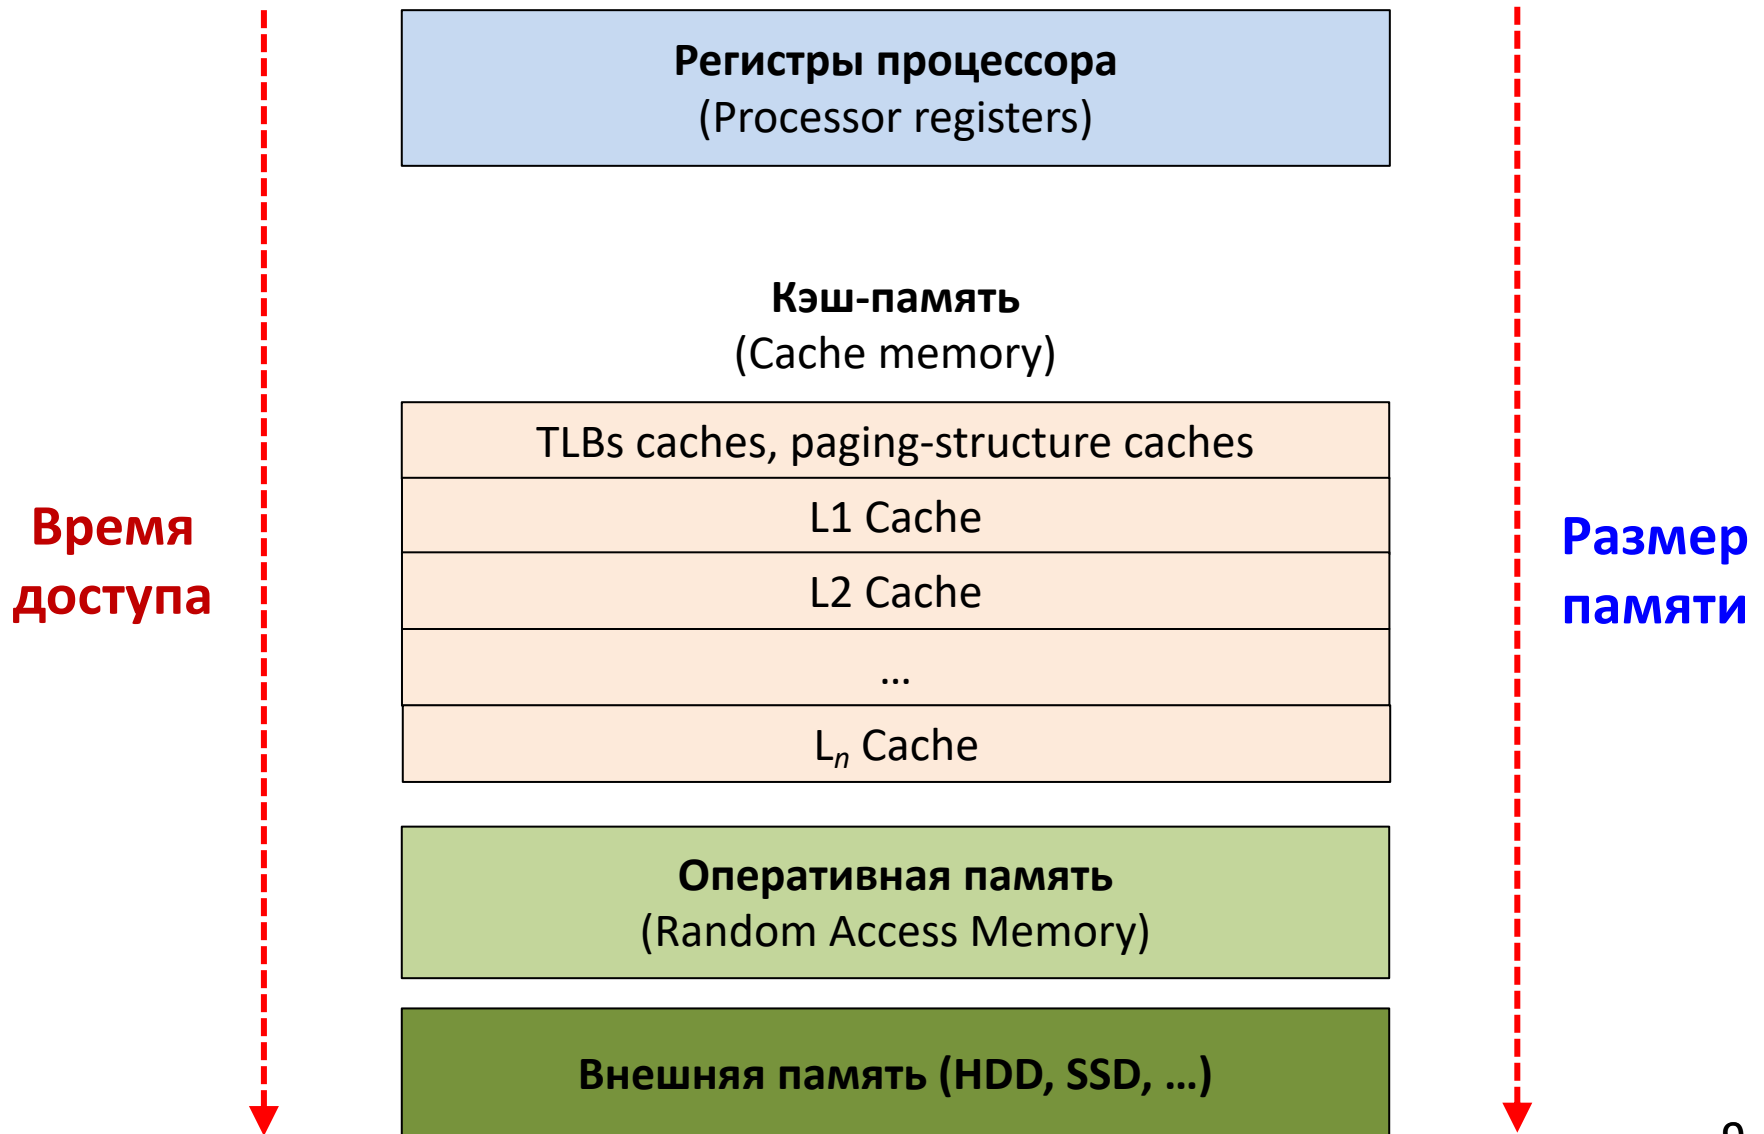 Регистры процессора
(Processor registers)
Кэш-память
(Cache memory)
TLBs caches, paging-structure caches
L1 Cache
L2 Cache
...
Ln Cache
Время
доступа
Размер
памяти
Оперативная память
(Random Access Memory)
Внешняя память (HDD, SSD, …)